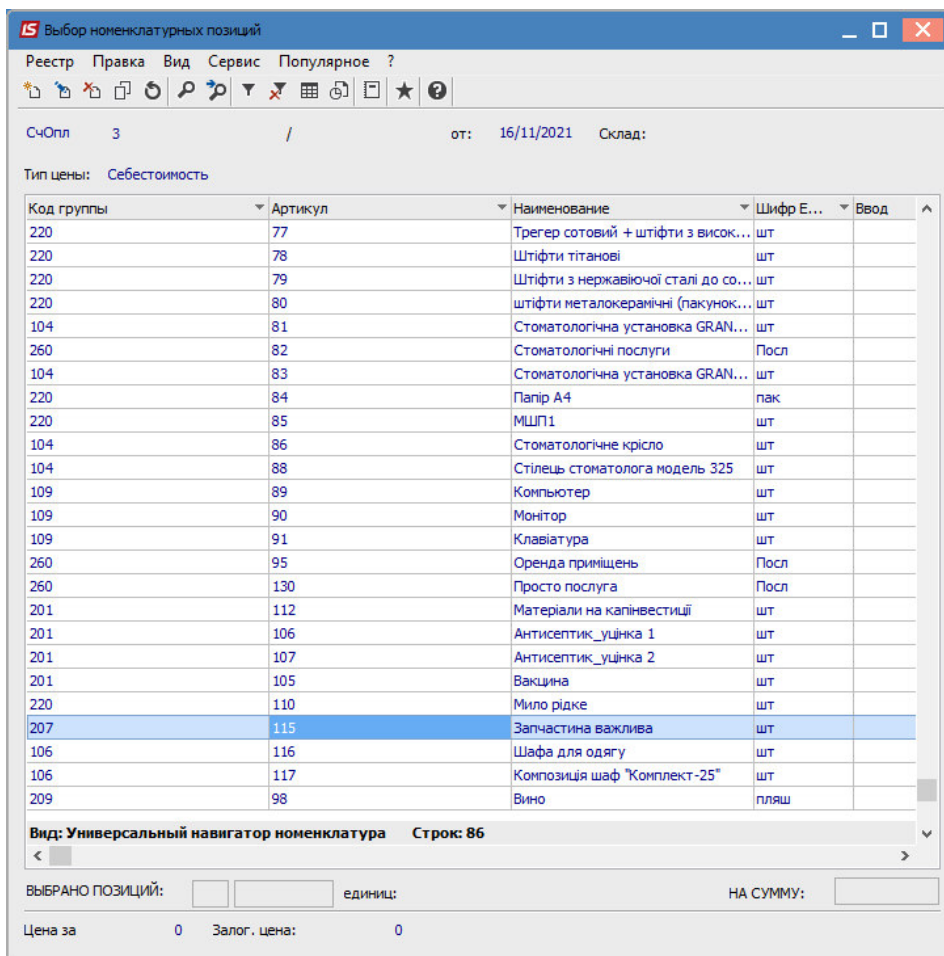 Выбор номенклатурных позиций
Реестр Правка Вид Сервис Популярное ?
СчОпл 3 / от: 16/11/2021 Склад:
Тип цены: Себестоимость
Код группы Артикул Наименование Шифр Е... Ввод
220 77 Трегер сотовий + штіфти з висок... шт
220 78 Штіфти тітанові шт
220 79 Штіфти з нержавіючої сталі до со... шт
220 80 штіфти металокерамічні (пакунок... шт
104 81 Стоматологічна установка GRAN... шт
260 82 Стоматологічні послуги Посл
104 83 Стоматологічна установка GRAN... шт
220 84 Папір А4 пак
220 85 МШП1 шт
104 86 Стоматологічне крісло шт
104 88 Стілець стоматолога модель 325 шт
109 89 Компьютер шт
109 90 Монітор шт
109 91 Клавіатура шт
260 95 Оренда приміщень Посл
260 130 Просто послуга Посл
201 112 Матеріали на капінвестиції шт
201 106 Антисептик_уцінка 1 шт
201 107 Антисептик_уцінка 2 шт
201 105 Вакцина шт
220 110 Мило рідке шт
207 115 Запчастина важлива шт
106 116 Шафа для одягу шт
106 117 Композиція шаф "Комплект-25" шт
209 98 Вино пляш
Вид: Универсальный навигатор номенклатура Строк: 86
ВЫБРАНО ПОЗИЦИЙ: единиц: НА СУММУ:
Цена за 0 Залог. цена: 0